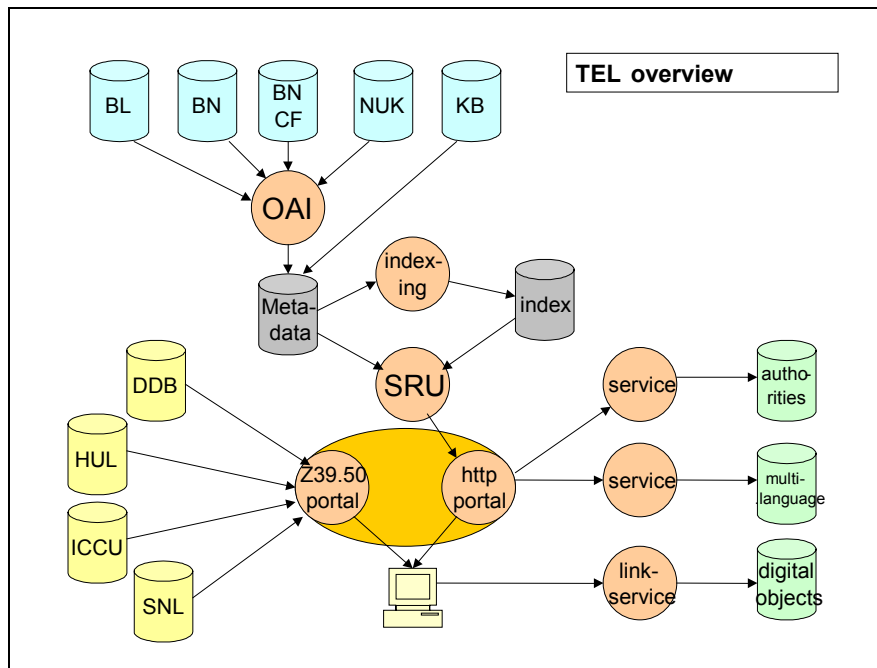 TEL overview
BL
BN
BN
CF
NUK
KB
OAI
index-
ing
Meta-
data
index
SRU
DDB
HUL
ICCU
SNL
Z39.50
portal
http
portal
service
autho-
rities
service
multi-
.language
link-
service
digital
objects